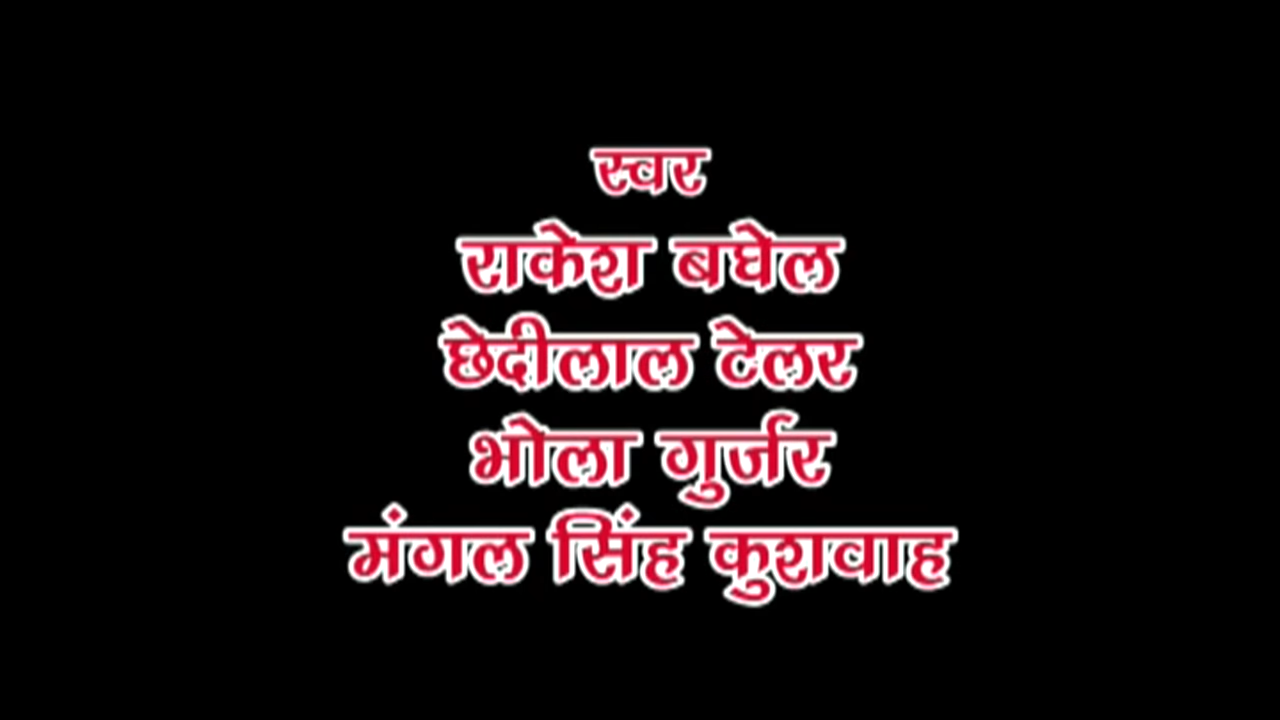 स्वर
राकेश बघेल
छेदीलाल टेलर
भोला गुर्जर
मंगल सिंह कुशवाह